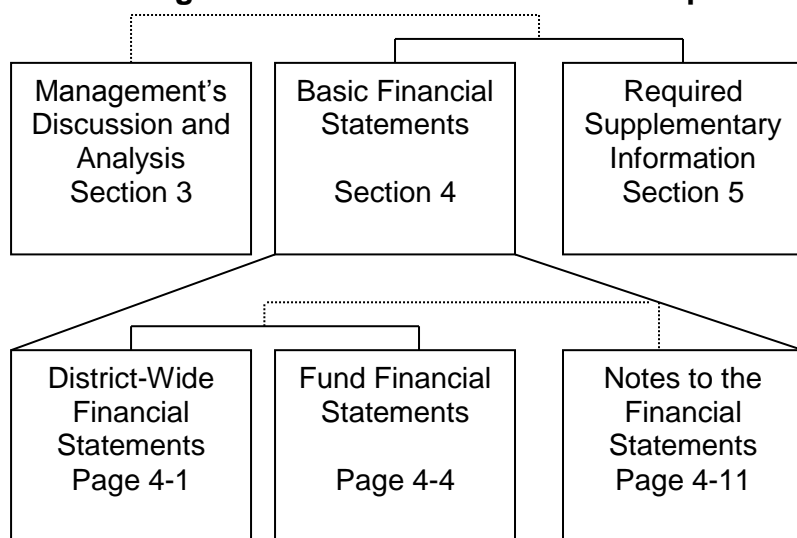 Management's
Discussion and
Analysis
Section 3
Basic Financial
Statements
Section 4
Required
Supplementary
Information
Section 5
District-Wide
Financial
Statements
Page 4-1
Fund Financial
Statements
Page 4-4
Notes to the
Financial
Statements
Page 4-11